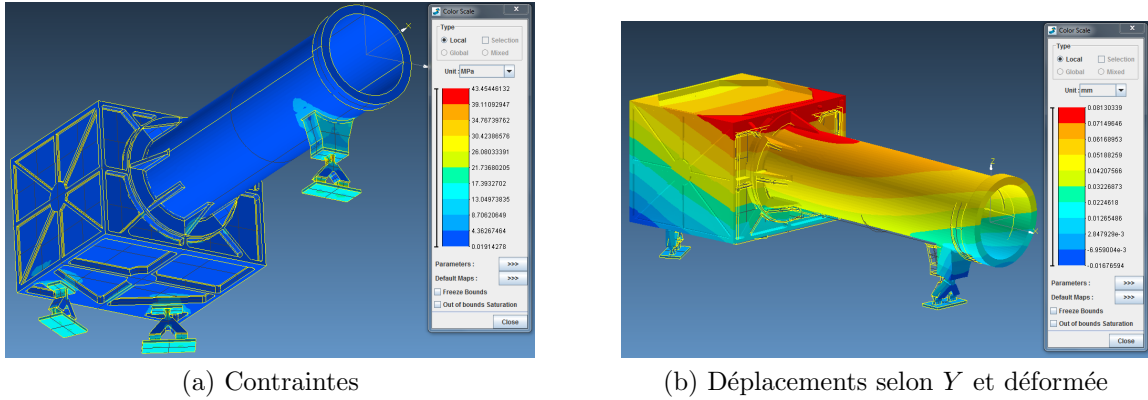 Color Scale X
Type
Local Selection
Global Mixed
Unit : MPa
43.45446132
39.11092947
34.76739762
30.42386576
26.08033391
21.73680205
17.3932702
13.04973835
8.70620649
4.36267464
0.01914278
Parameters : >>>
Default Maps : >>>
Freeze Bounds
Out of bounds Saturation
Close
X
(a) Contraintes
Color Scale X
Type
Local Selection
Global Mixed
Unit : mm
0.08130339
0.07149646
0.06168953
0.05188259
0.04207566
0.03226873
0.0224618
0.01265486
2.847929e-3
-6.959004e-3
-0.01676594
Parameters : >>>
Default Maps : >>>
Freeze Bounds
Out of bounds Saturation
Close
Z
X
(b) Déplacements selon Y et déformée